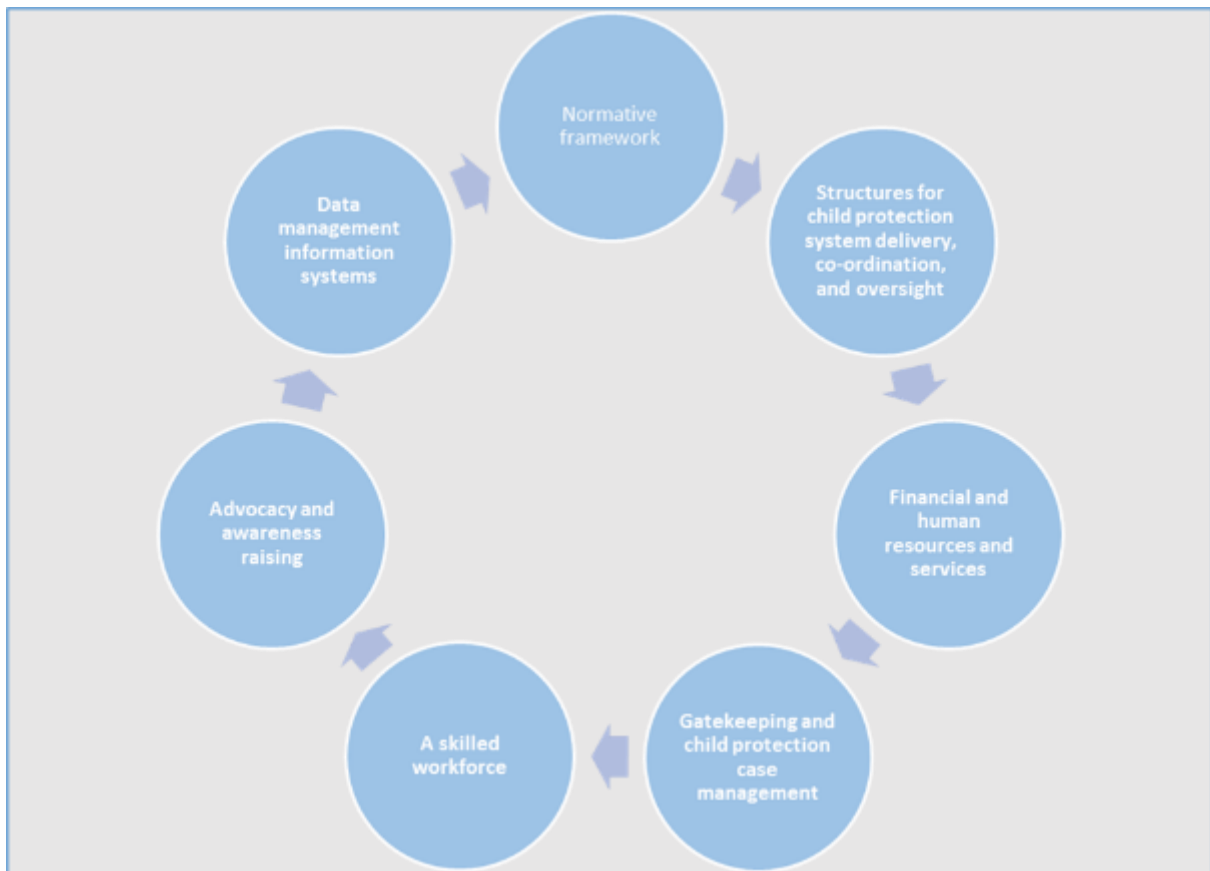 Normative
framework
Structures for
child protection
system delivery,
co-ordination,
and oversight
Financial and
human
resources and
services
Gatekeeping and
child protection
case
management
A skilled
workforce
Advocacy and
awareness
raising
Data
management
information
systems